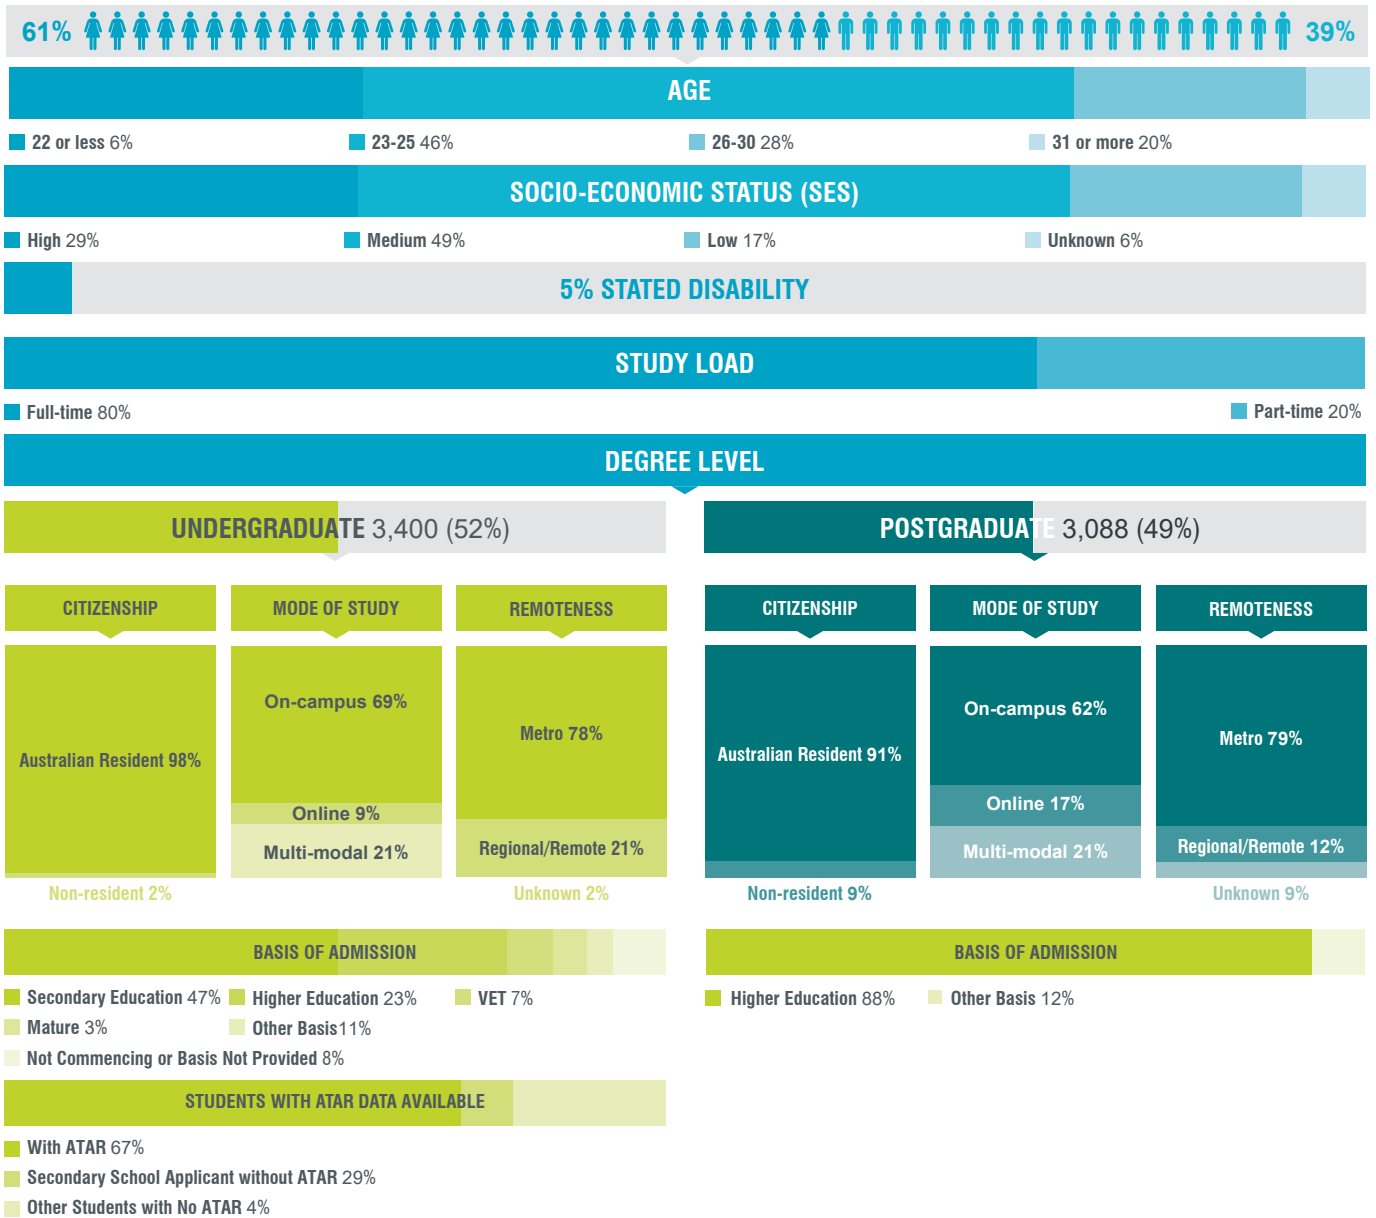 61% 39%
AGE
22 or less 6% 23-25 46% 26-30 28% 31 or more 20%
SOCIO-ECONOMIC STATUS (SES)
High 29% Medium 49% Low 17% Unknown 6%
5% STATED DISABILITY
STUDY LOAD
Full-time 80% Part-time 20%
DEGREE LEVEL
UNDERGRADUATE 3,400 (52%) POSTGRADUATE 3,088 (49%)
CITIZENSHIP MODE OF STUDY REMOTENESS CITIZENSHIP MODE OF STUDY REMOTENESS
On-campus 69% On-campus 62%
Metro 78% Metro 79%
Australian Resident 98% Australian Resident 91%
Online 9% Online 17%
Multi-modal 21% Regional/Remote 21% Multi-modal 21% Regional/Remote 12%
Non-resident 2% Unknown 2% Non-resident 9% Unknown 9%
BASIS OF ADMISSION BASIS OF ADMISSION
Secondary Education 47% Higher Education 23% VET 7% Higher Education 88% Other Basis 12%
Mature 3% Other Basis11%
Not Commencing or Basis Not Provided 8%
STUDENTS WITH ATAR DATA AVAILABLE
With ATAR 67%
Secondary School Applicant without ATAR 29%
Other Students with No ATAR 4%